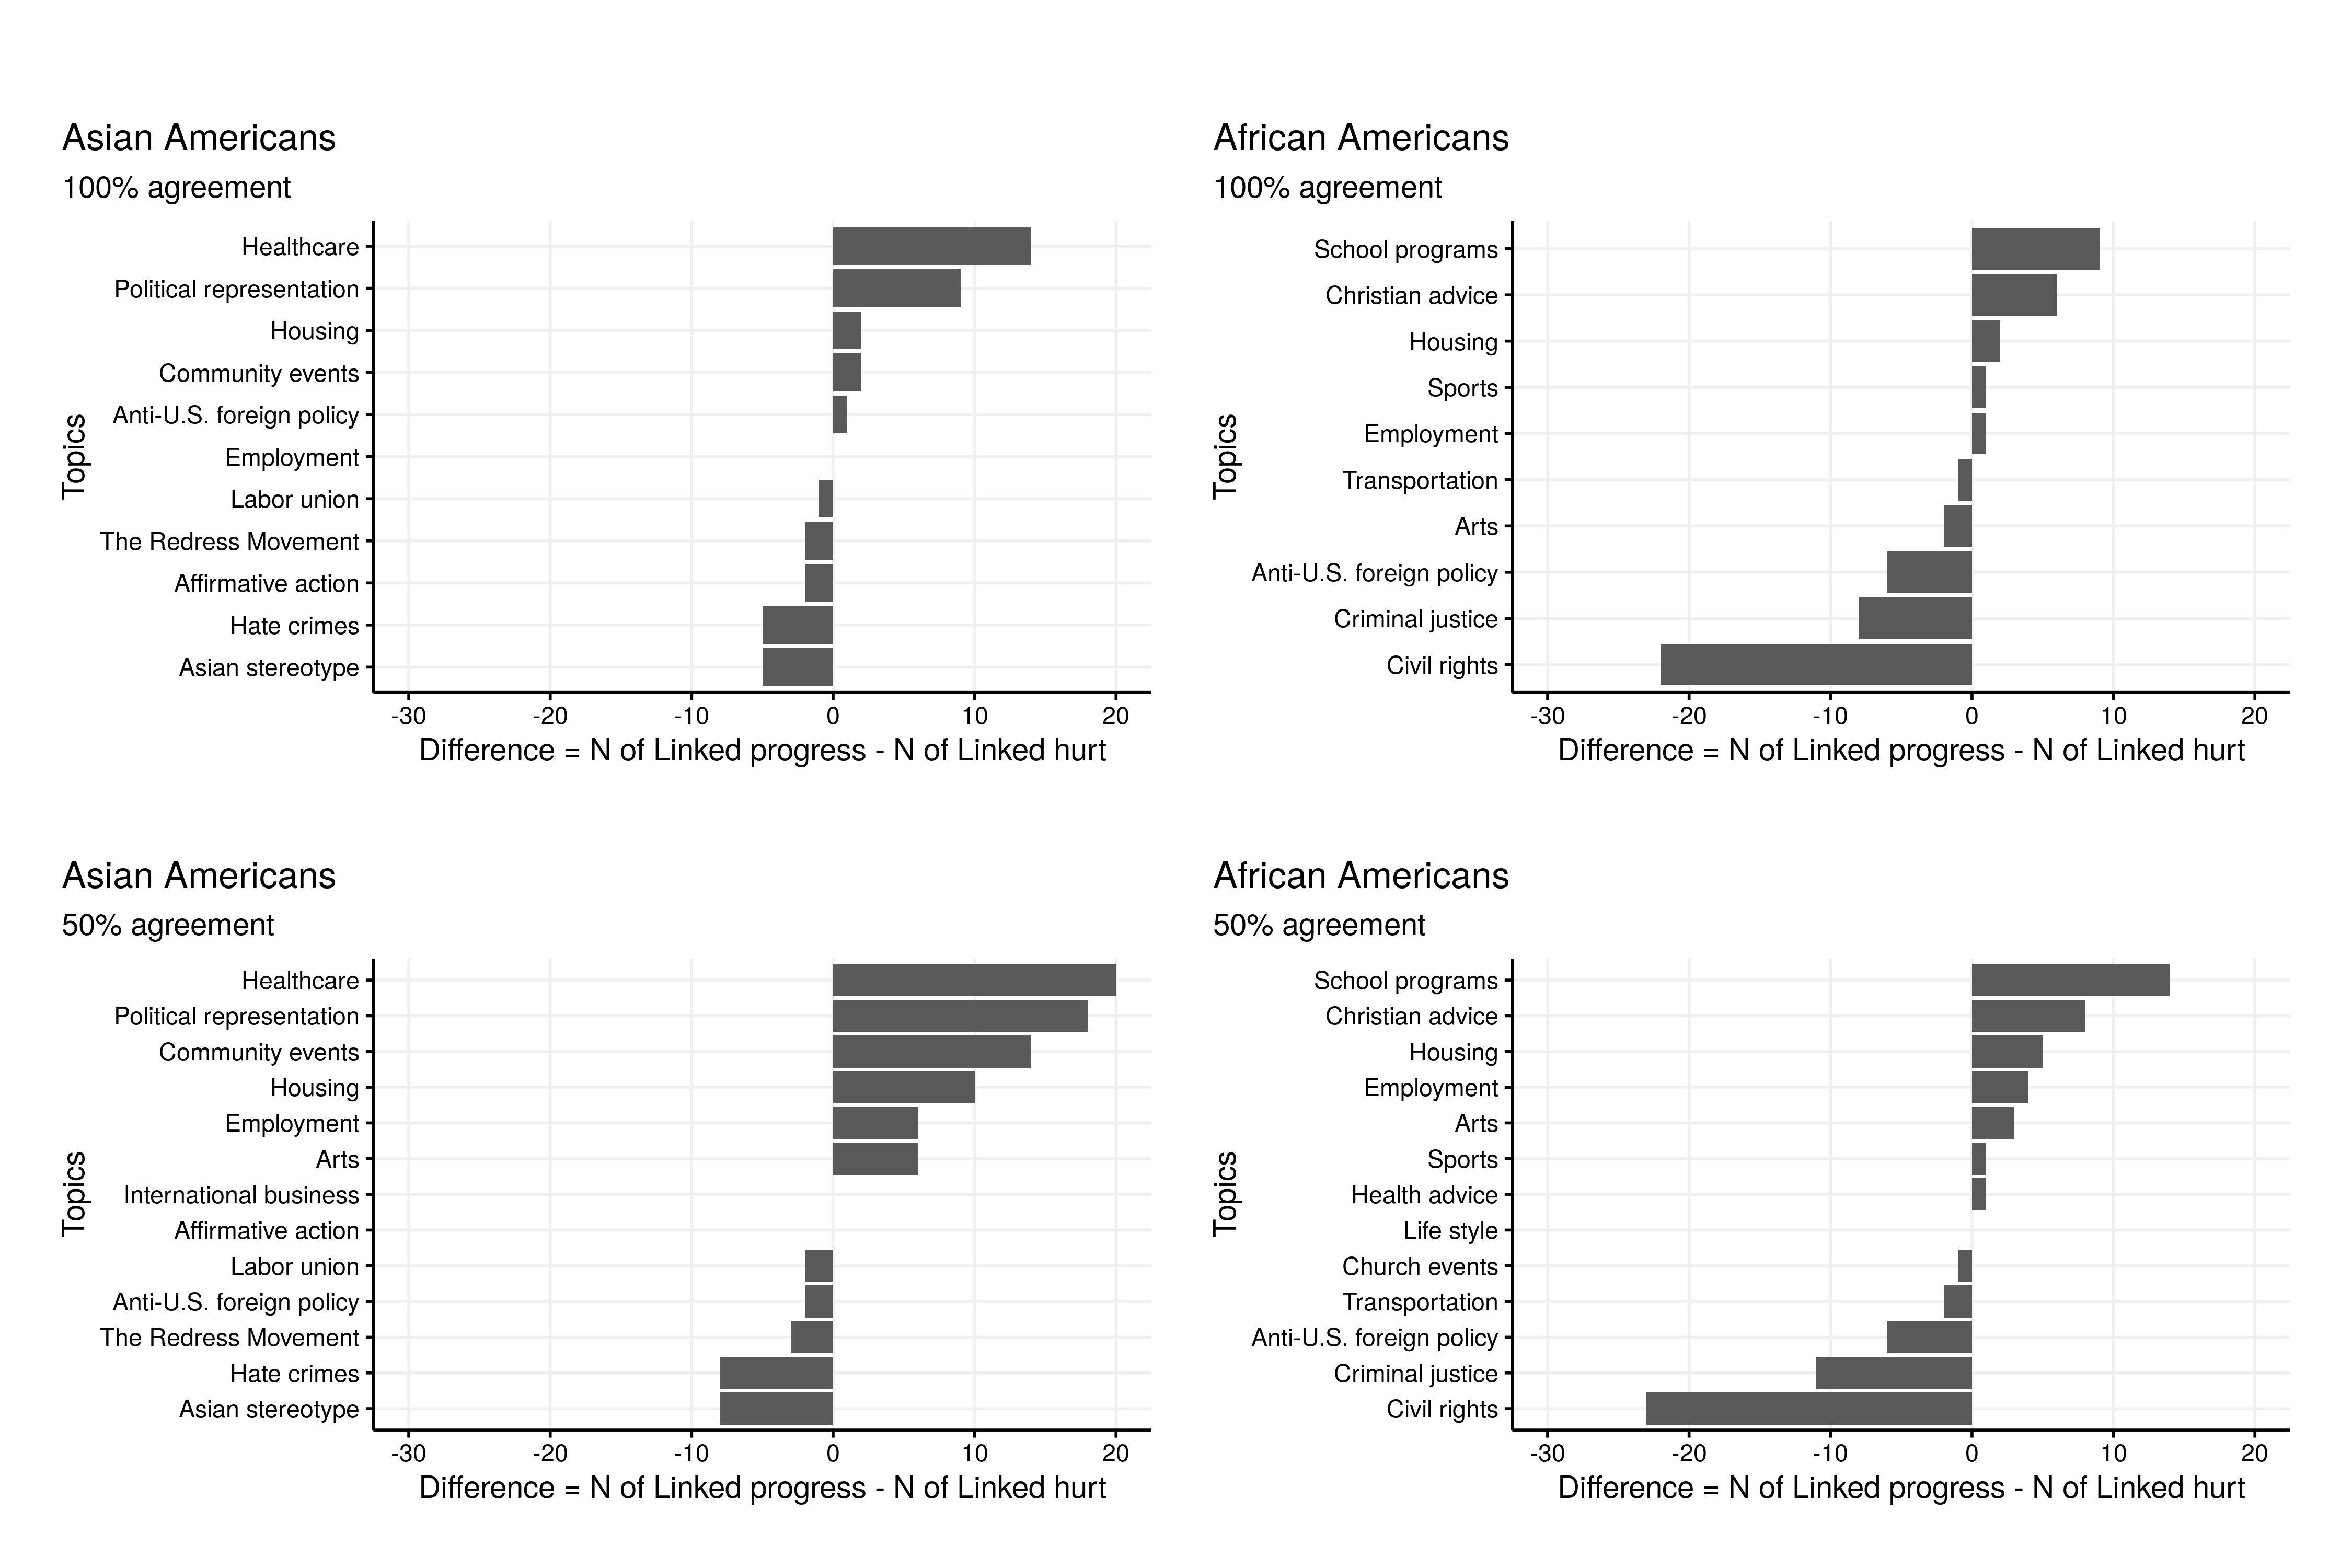 Asian Americans
100% agreement
Topics
Healthcare
Political representation
Housing
Community events
Anti-U.S. foreign policy
Employment
Labor union
The Redress Movement
Affirmative action
Hate crimes
Asian stereotype
-30 -20 -10 0 10 20
Difference = N of Linked progress - N of Linked hurt
African Americans
100% agreement
Topics
School programs
Christian advice
Housing
Sports
Employment
Transportation
Arts
Anti-U.S. foreign policy
Criminal justice
Civil rights
-30 -20 -10 0 10 20
Difference = N of Linked progress - N of Linked hurt
Asian Americans
50% agreement
Topics
Healthcare
Political representation
Community events
Housing
Employment
Arts
International business
Affirmative action
Labor union
Anti-U.S. foreign policy
The Redress Movement
Hate crimes
Asian stereotype
-30 -20 -10 0 10 20
Difference = N of Linked progress - N of Linked hurt
African Americans
50% agreement
Topics
School programs
Christian advice
Housing
Employment
Arts
Sports
Health advice
Life style
Church events
Transportation
Anti-U.S. foreign policy
Criminal justice
Civil rights
-30 -20 -10 0 10 20
Difference = N of Linked progress - N of Linked hurt